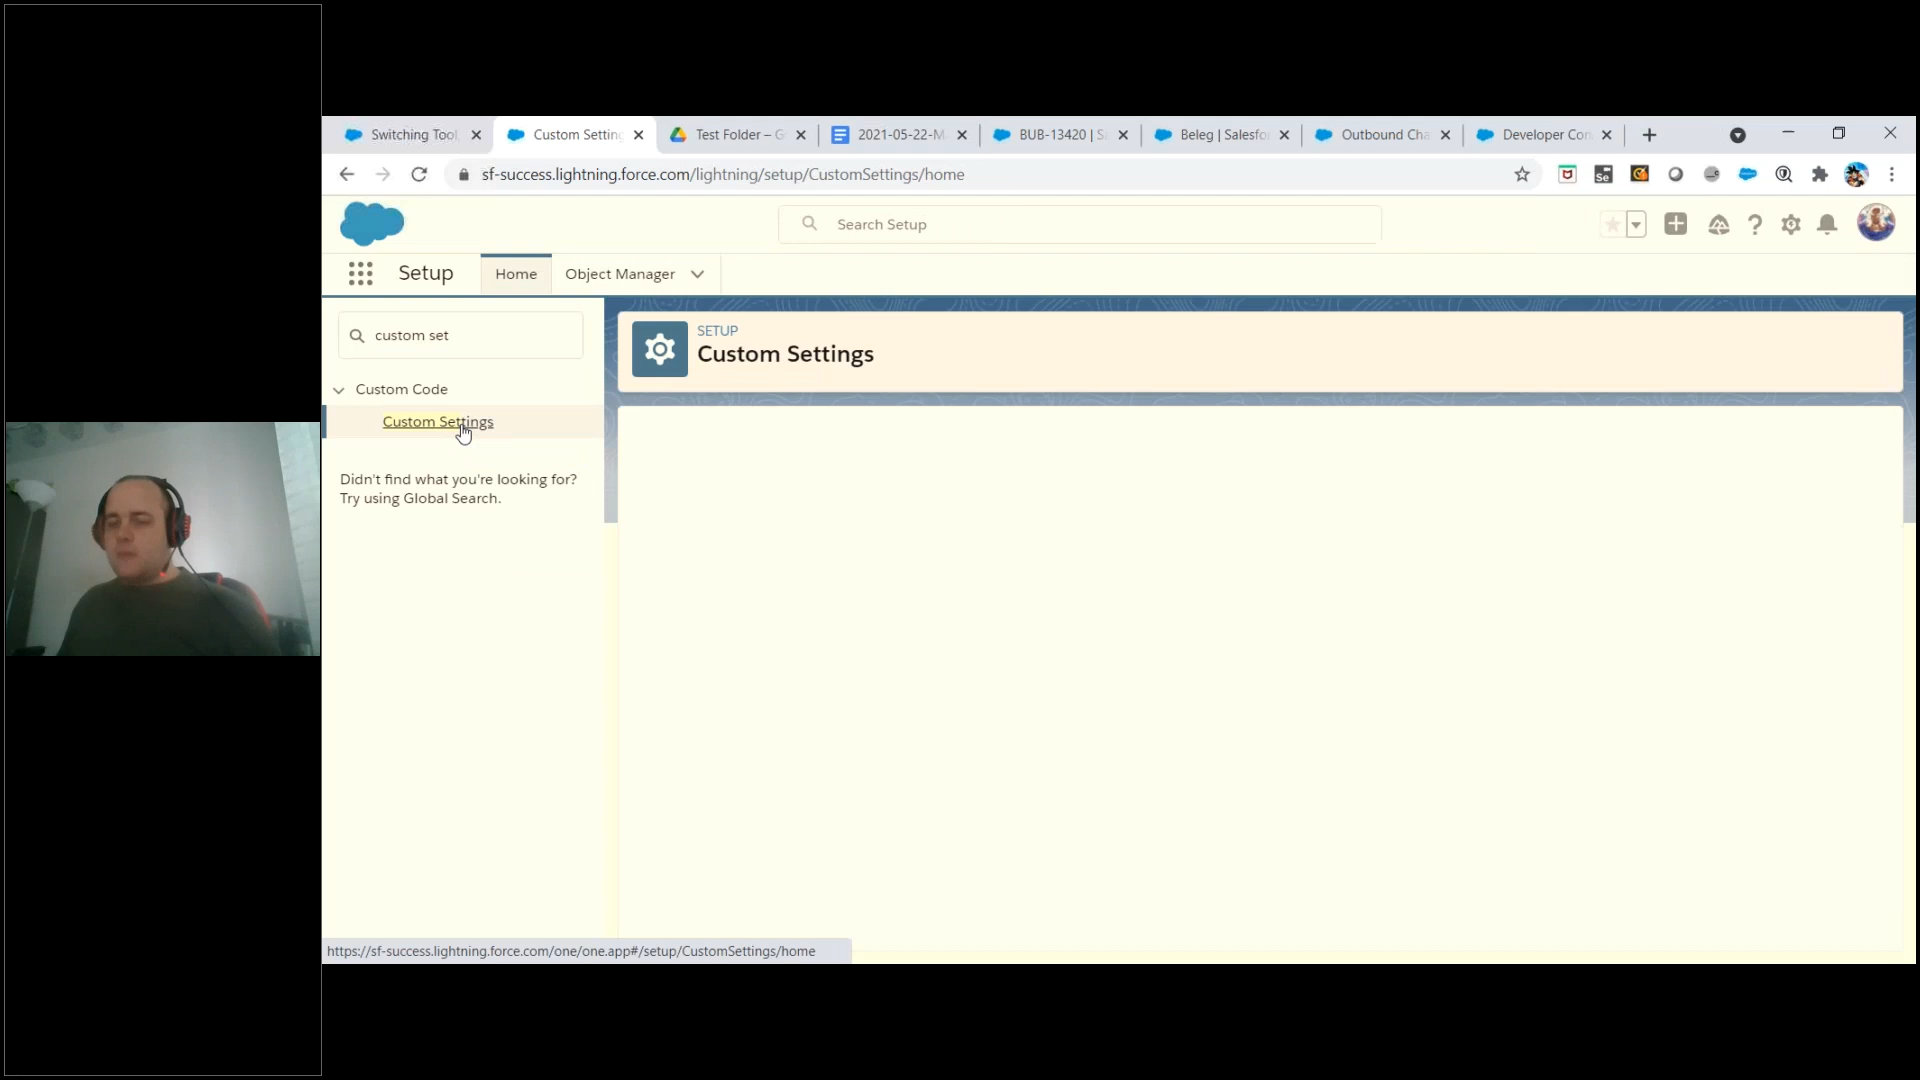 Switching Tool
Custom Setting
Test Folder – G
2021-05-22-M
BUB-13420 | S
Beleg | Salesfo
Outbound Cha
Developer Con
sf-success.lightning.force.com/lightning/setup/CustomSettings/home
Se
Search Setup
Setup
Home
Object Manager
custom set
SETUP
Custom Settings
Custom Code
Custom Settings
Didn't find what you're looking for?
Try using Global Search.
https://sf-success.lightning.force.com/one/one.app#/setup/CustomSettings/home